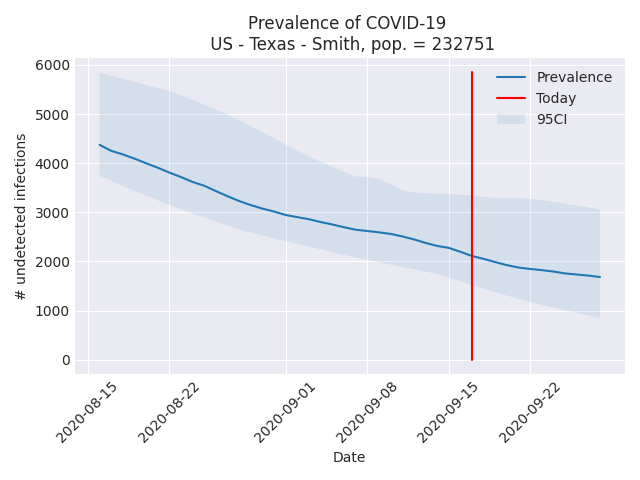 Prevalence of COVID-19
US - Texas - Smith, pop. = 232751
6000
5000
4000
3000
2000
1000
0
# undetected infections
Prevalence
Today
95CI
2020-08-15
2020-08-22
2020-09-01
2020-09-08
2020-09-15
2020-09-22
Date